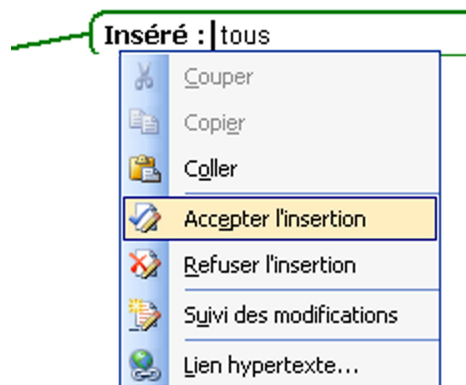 Inséré : tous
Couper
Copier
Coller
Accepter l'insertion
Refuser l'insertion
Suivi des modifications
Lien hypertexte...